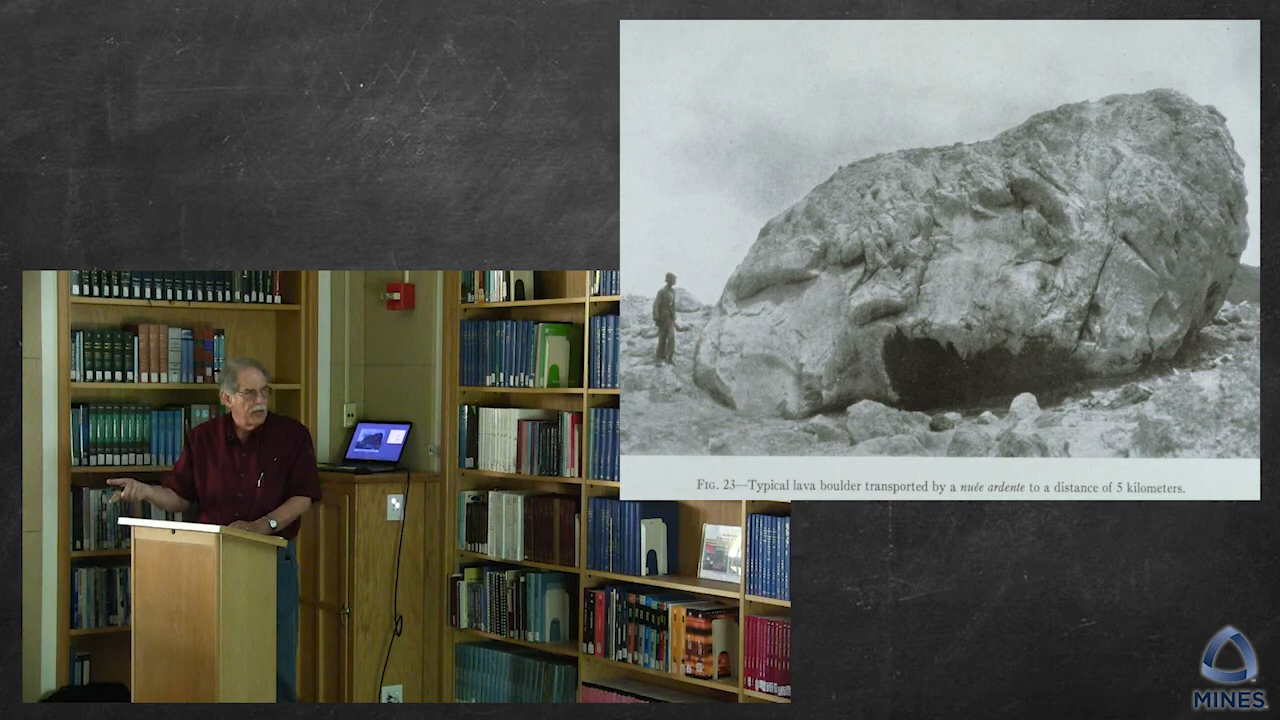 FIG. 23—Typical lava boulder transported by a nuée ardente to a distance of 5 kilometers.
MINES